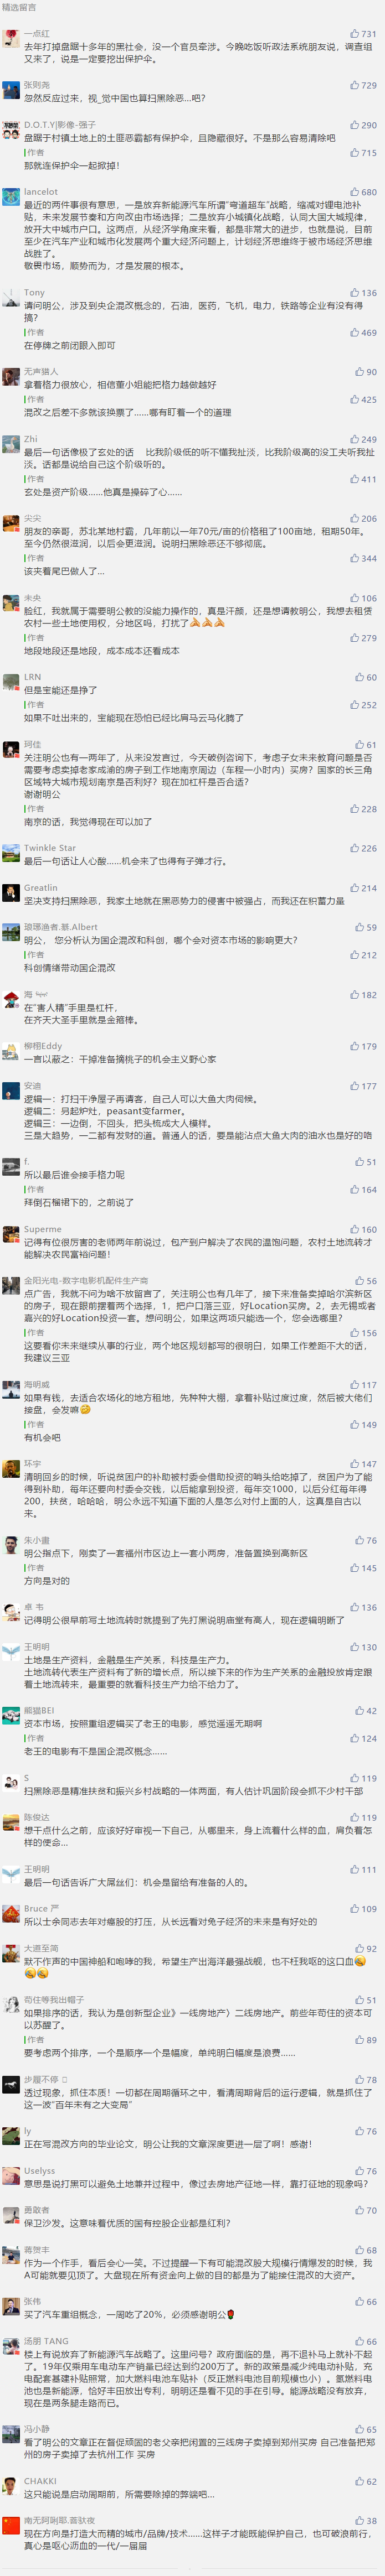 精选留言
一点红 731
去年打掉盘踞十多年的黑社会，没一个官员牵涉。今晚吃饭听政法系统朋友说，调查组又来了，说是一定要挖出保护伞。
张则尧 729
忽然反应过来，视_觉中国也算扫黑除恶...吧？
D.O.T.Y|影像-强子 290
盘踞于村镇土地上的土匪恶霸都有保护伞，且隐蔽很好。不是那么容易清除吧
作者 715
那就连保护伞一起掀掉！
lancelot 680
最近的两件事很有意思，一是放弃新能源汽车所谓“弯道超车”战略，缩减对锂电池补贴，未来发展节奏和方向改由市场选择；二是放弃小城镇化战略，认同大国大城规律，放开大中城市户口。这两点，从经济学角度来看，都是非常大的进步，也就是说，目前至少在汽车产业和城市化发展两个重大经济问题上，计划经济思维终于被市场经济思维战胜了。
敬畏市场，顺势而为，才是发展的根本。
Tony 136
请问明公，涉及到央企混改概念的，石油，医药，飞机，电力，铁路等企业有没有得搞？
作者 469
在停牌之前闭眼入即可
无声猫人 90
拿着格力很放心，相信董小姐能把格力越做越好
作者 425
混改之后差不多就该换票了……哪有盯着一个的道理
Zhi 249
最后一句话像极了玄处的话 比我阶级低的听不懂我扯淡，比我阶级高的没工夫听我扯淡。话都是说给自己这个阶级听的。
作者 411
玄处是资产阶级……他真是操碎了心……
尖尖 206
朋友的亲哥，苏北某地村霸，几年前以一年70元/亩的价格租了100亩地，租期50年。至今仍然很滋润，以后会更滋润。说明扫黑除恶还不够彻底。
作者 344
该夹着尾巴做人了...
未央 106
脸红，我就属于需要明公教的没能力操作的，真是汗颜，还是想请教明公，我想去租赁农村一些土地使用权，分地区吗，打扰了🙏🙏🙏
作者 279
地段地段还是地段，成本成本还看成本
LRN 60
但是宝能还是挣了
作者 252
如果不吐出来的，宝能现在恐怕已经比肩马云马化腾了
珂佳 61
关注明公也有一两年了，从来没发言过，今天破例咨询下，考虑子女未来教育问题是否需要考虑卖掉老家成渝的房子到工作地南京周边（车程一小时内）买房？国家的长三角区域特大城市规划南京是否利好？现在加杠杆是否合适？
谢谢明公
作者 228
南京的话，我觉得现在可以加了
Twinkle Star 226
最后一句话让人心酸……机会来了也得有子弹才行。
Greatlin 214
坚决支持扫黑除恶，我家土地就在黑恶势力的侵害中被强占，而我还在积蓄力量
琅琊渔者.蔡.Albert 59
明公， 您分析认为国企混改和科创，哪个会对资本市场的影响更大？
作者 212
科创情绪带动国企混改
海 182
在“害人精”手里是杠杆，
在齐天大圣手里就是金箍棒。
柳栩Eddy 179
一言以蔽之：干掉准备摘桃子的机会主义野心家
安迪 177
逻辑一：打扫干净屋子再请客，自己人可以大鱼大肉伺候。
逻辑二：另起炉灶，peasant变farmer。
逻辑三：一边倒，不回头，把头梳成大人模样。
三是大趋势，一二都有发财的道。普通人的话，要是能沾点大鱼大肉的油水也是好的唔
f. 51
所以最后谁会接手格力呢
作者 164
拜倒石榴裙下的，之前说了
Superme 160
记得有位很厉害的老师两年前说过，包产到户解决了农民的温饱问题，农村土地流转才能解决农民富裕问题！
金阳光电-数字电影机配件生产商 56
点广告，我就不问为啥不放留言了，关注明公也有几年了，接下来准备卖掉哈尔滨新区的房子，现在眼前摆着两个选择，1，把户口落三亚，好Location买房。2，去无锡或者嘉兴的好Location投资一套。想问明公，如果这两项只能选一个，您会选哪里？
作者 156
这要看你未来继续从事的行业，两个地区规划都写的很明白，如果工作差距不大的话，我建议三亚
海明威 117
如果有钱，去适合农场化的地方租地，先种种大棚，拿着补贴过度过度，然后被大佬们接盘，会发嘛
作者 149
有机会吧
环宇 147
清明回乡的时候，听说贫困户的补助被村委会借助投资的哨头给吃掉了，贫困户为了能得到补助，每年还要向村委会交钱，以后能拿到投资，每年交1000，以后分红每年得200，扶贫，哈哈哈，明公永远不知道下面的人是怎么对付上面的人，这真是自古以来。
朱小雷 76
明公指点下，刚卖了一套福州市区边上一套小两房，准备置换到高新区
作者 145
方向是对的
卓 韦 136
记得明公很早前写土地流转时就提到了先打黑说明庙堂有高人，现在逻辑明晰了
王明明 130
土地是生产资料，金融是生产关系，科技是生产力。
土地流转代表生产资料有了新的增长点，所以接下来的作为生产关系的金融投放肯定跟着土地流转来，最重要的就看科技生产力给不给力了。
熊猫BEI 42
资本市场，按照重组逻辑买了老王的电影，感觉遥遥无期啊
作者 124
老王的电影有不是国企混改概念……
S 119
扫黑除恶是精准扶贫和振兴乡村战略的一体两面，有人估计巩固阶段会抓不少村干部
陈俊达 119
想干点什么之前，应该好好审视一下自己，从哪里来，身上流着什么样的血，肩负着怎样的使命...
王明明 111
最后一句话告诉广大屌丝们：机会是留给有准备的人的。
Bruce 严 109
所以士余同志去年对瘪股的打压，从长远看对兔子经济的未来是有好处的
大道至简 92
默不作声的中国神船和咆哮的我，希望生产出海洋最强战舰，也不枉我呕的这口血
苟住等我出帽子 51
如果排序的话，我认为是创新型企业》一线房地产〉二线房地产。前些年苟住的资本可以苏醒了。
作者 89
要考虑两个排序，一个是顺序一个是幅度，单纯明白幅度是浪费……
步履不停 78
透过现象，抓住本质！一切都在周期循环之中，看清周期背后的运行逻辑，就是抓住了这一波“百年未有之大变局”
ly 76
正在写混改方向的毕业论文，明公让我的文章深度更进一层了啊！感谢！
Uselyss 76
意思是说打黑可以避免土地兼并过程中，像过去房地产征地一样，靠打征地的现象吗？
勇敢者 70
保卫沙发。这意味着优质的国有控股企业都是红利？
蒋贺丰 68
作为一个作手，看后会心一笑。不过提醒一下有可能混改股大规模行情爆发的时候，我A可能就要见顶了。大盘现在所有资金向上做的目的都是为了能接住混改的大资产。
张伟 66
买了汽车重组概念，一周吃了20%，必须感谢明公🌹
汤朋 TANG 66
楼上有说放弃了新能源汽车战略了。这里问号？政府面临的是，再不退补马上就补不起了。19年仅乘用车电动车产销量已经达到约200万了。新的政策是减少纯电动补贴，充电配套基建补贴照常，加大燃料电池车贴补（反正燃料电池目前规模也小）。氢燃料电池也是新能源，恰好丰田放出专利，明明还是看不见的手在引导。能源战略没有放弃，现在是两条腿走路而已。
冯小静 65
看了明公的文章正在督促顽固的老父亲把闲置的三线房子卖掉到郑州买房 自己准备把郑州的房子卖掉了去杭州工作 买房
CHAKKI 62
这只能说是启动周期前，所需要除掉的弊端吧...
南无阿唎耶.萧驮夜 38
现在方向是打造大而精的城市/品牌/技术……这样子才能既能保护自己，也可破浪前行，真心是呕心沥血的一代/一届届